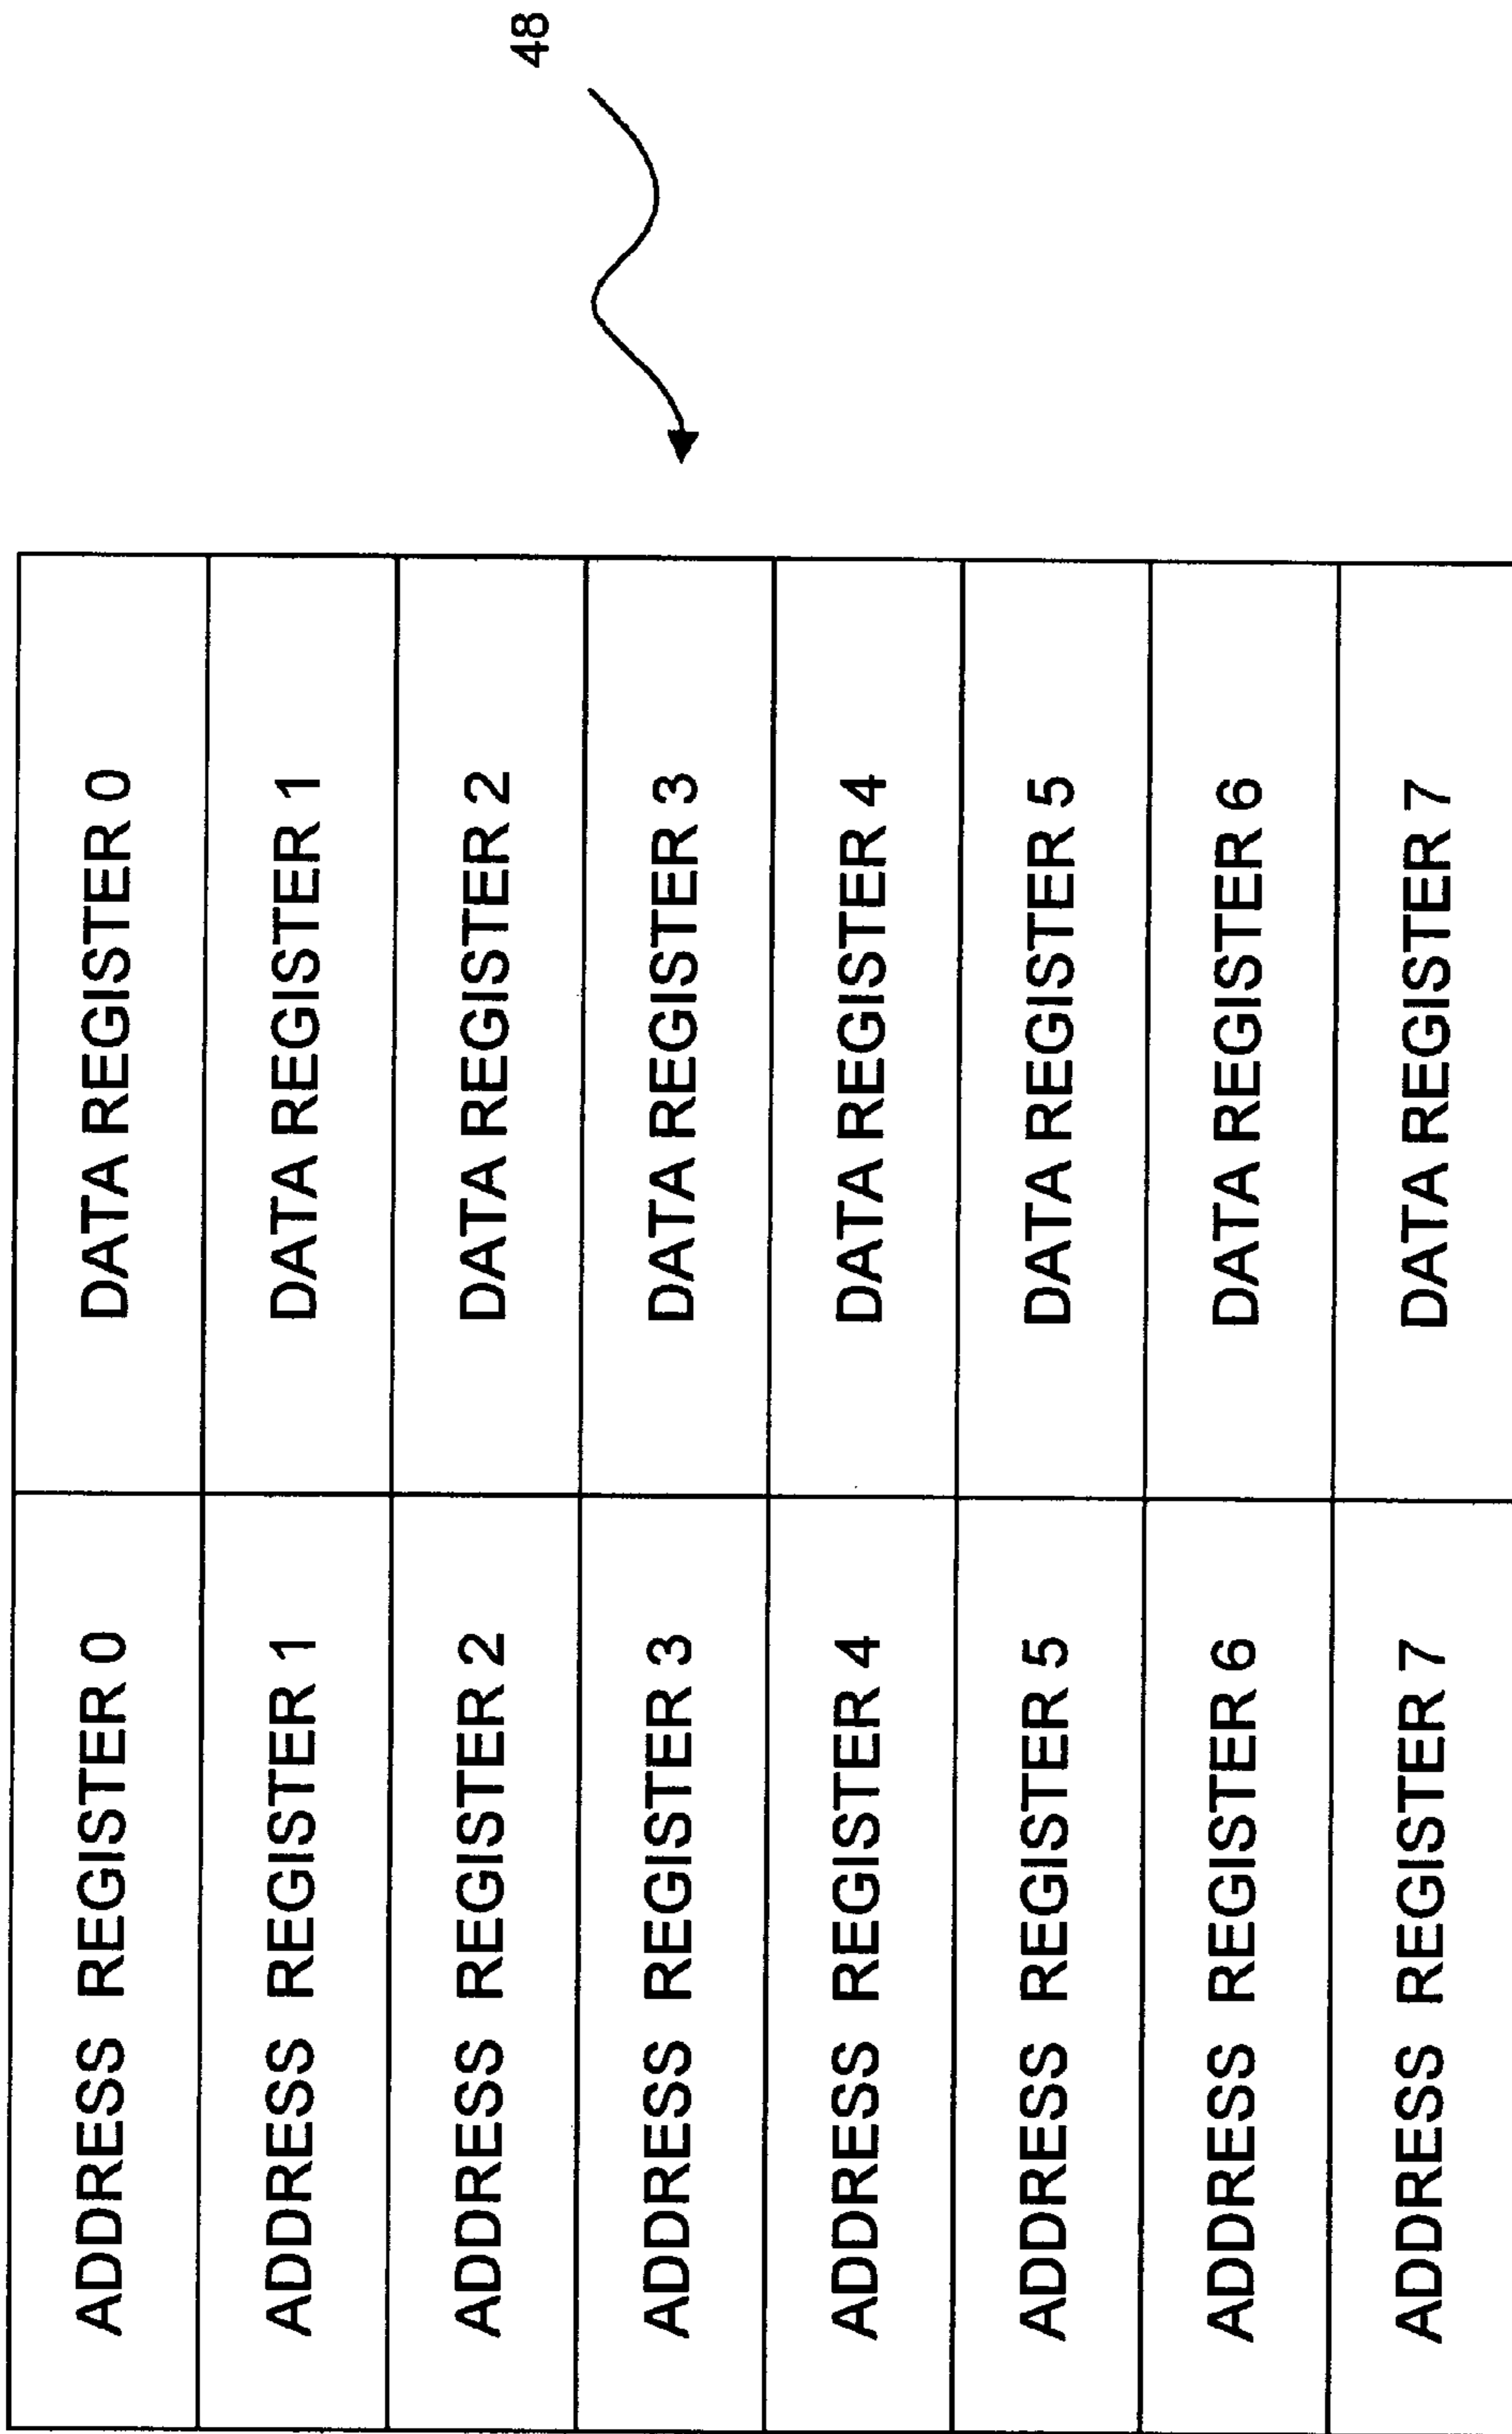 48
ADDRESS REGISTER 0 DATA REGISTER 0
ADDRESS REGISTER 1 DATA REGISTER 1
ADDRESS REGISTER 2 DATA REGISTER 2
ADDRESS REGISTER 3 DATA REGISTER 3
ADDRESS REGISTER 4 DATA REGISTER 4
ADDRESS REGISTER 5 DATA REGISTER 5
ADDRESS REGISTER 6 DATA REGISTER 6
ADDRESS REGISTER 7 DATA REGISTER 7